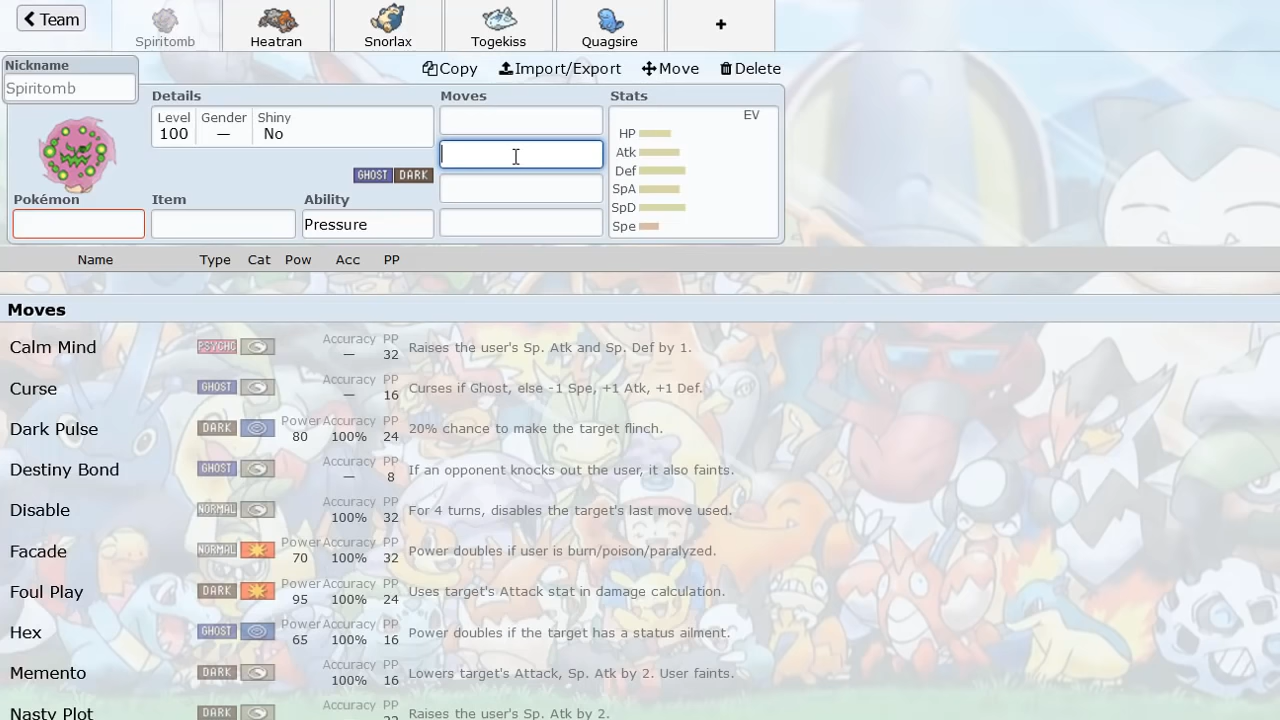 Team
Spiritomb
Heatran
Snorlax
Togekiss
Quagsire
+
Copy
Import/Export
Move
Delete
Nickname
Spiritomb
Details
Level
100
Gender
—
Shiny
No
GHOST DARK
Pokémon
Item
Ability
Pressure
Moves
Stats
EV
HP
Atk
Def
SpA
SpD
Spe
Name Type Cat Pow Acc PP
Moves
Calm Mind PSYCHC Accuracy — PP 32 Raises the user's Sp. Atk and Sp. Def by 1.
Curse GHOST Accuracy — PP 16 Curses if Ghost, else -1 Spe, +1 Atk, +1 Def.
Dark Pulse DARK Power 80 Accuracy 100% PP 24 20% chance to make the target flinch.
Destiny Bond GHOST Accuracy — PP 8 If an opponent knocks out the user, it also faints.
Disable NORMAL Accuracy 100% PP 32 For 4 turns, disables the target's last move used.
Facade NORMAL Power 70 Accuracy 100% PP 32 Power doubles if user is burn/poison/paralyzed.
Foul Play DARK Power 95 Accuracy 100% PP 24 Uses target's Attack stat in damage calculation.
Hex GHOST Power 65 Accuracy 100% PP 16 Power doubles if the target has a status ailment.
Memento DARK Accuracy 100% PP 16 Lowers target's Attack, Sp. Atk by 2. User faints.
Nasty Plot DARK PP 32 Raises the user's Sp. Atk by 2.